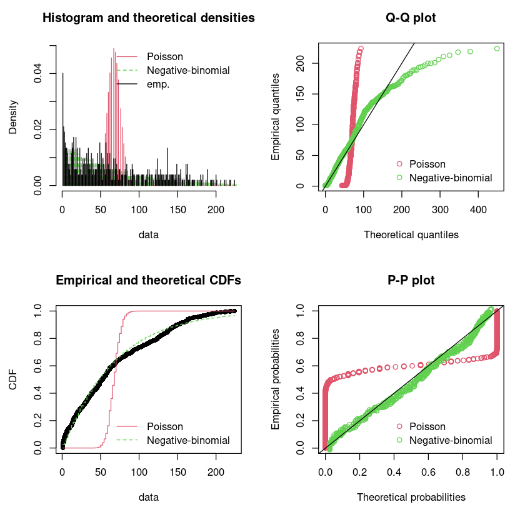 Histogram and theoretical densities
Density
0.00
0.02
0.04
0
50
100
150
200
data
Poisson
Negative-binomial
emp.
Q-Q plot
Empirical quantiles
0
50
100
150
200
0
100
200
300
400
Theoretical quantiles
Poisson
Negative-binomial
Empirical and theoretical CDFs
CDF
0.0
0.2
0.4
0.6
0.8
1.0
0
50
100
150
200
data
Poisson
Negative-binomial
P-P plot
Empirical probabilities
0.0
0.2
0.4
0.6
0.8
1.0
0.0
0.2
0.4
0.6
0.8
1.0
Theoretical probabilities
Poisson
Negative-binomial